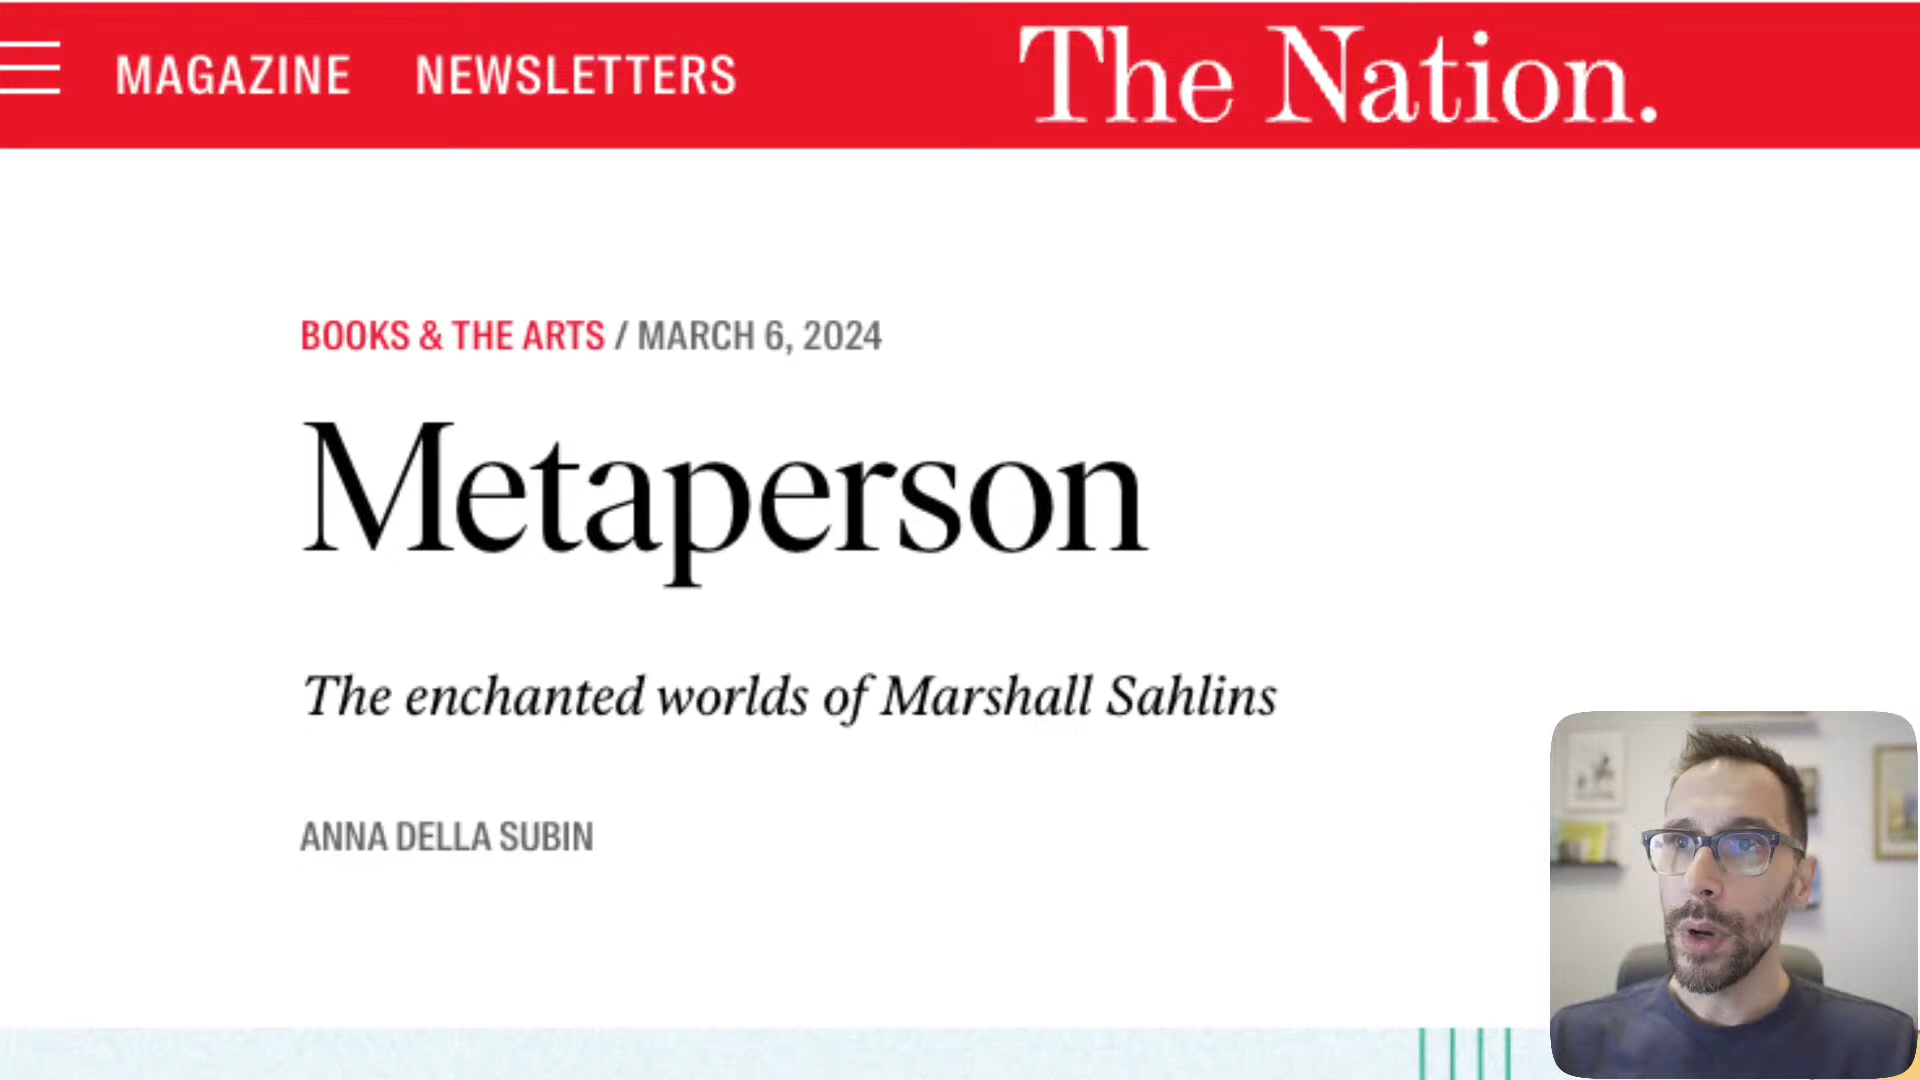 MAGAZINE NEWSLETTERS The Nation.
BOOKS & THE ARTS / MARCH 6, 2024
Metaperson
The enchanted worlds of Marshall Sahlins
ANNA DELLA SUBIN